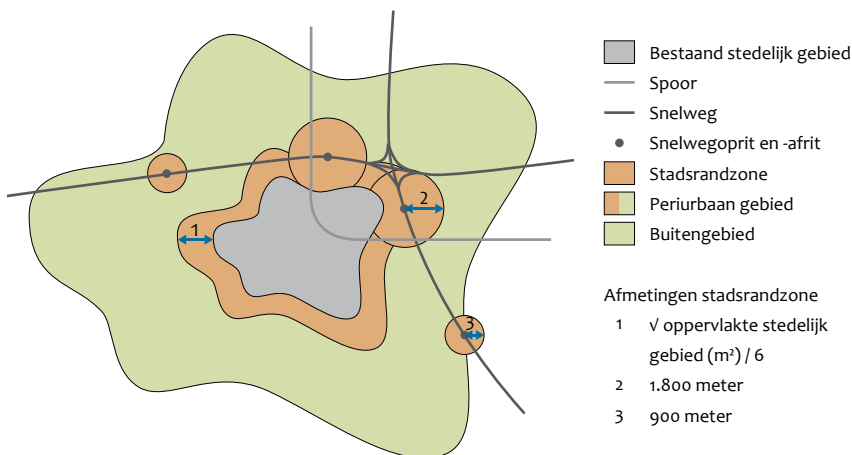 Bestaand stedelijk gebied
Spoor
Snelweg
Snelwegoprit en -afrit
Stadsrandzone
Periurbaan gebied
Buitengebied
Afmetingen stadsrandzone
1 √ oppervlakte stedelijk
gebied (m²) / 6
2 1.800 meter
3 900 meter
2
1
3